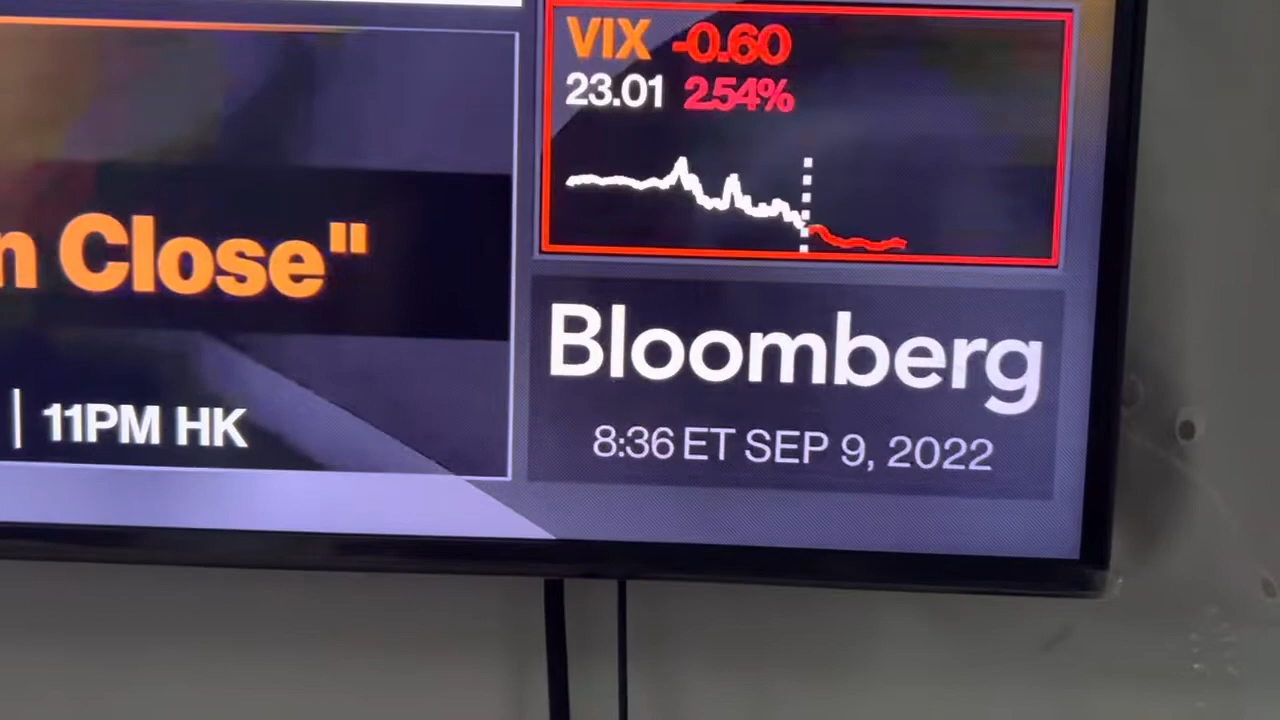 VIX -0.60
23.01 2.54%
n Close"
| 11PM HK
Bloomberg
8:36 ET SEP 9, 2022